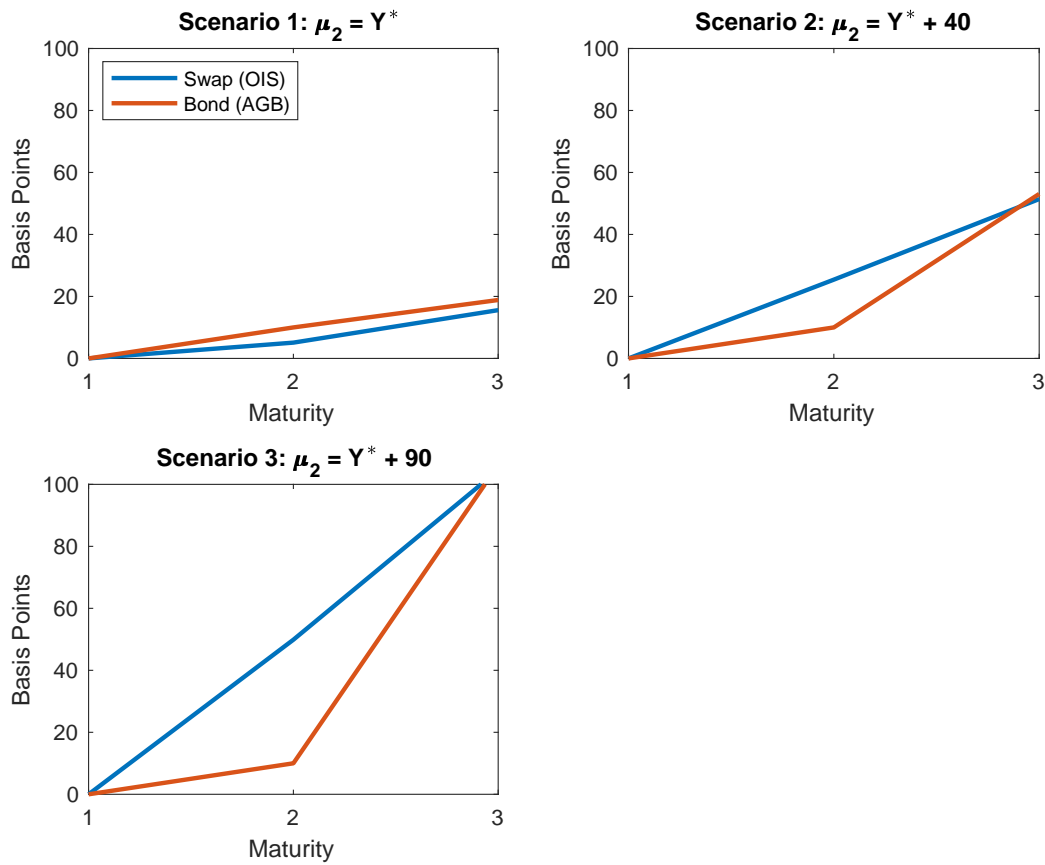 Scenario 1: μ₂ = Y*
100
80
60
40
20
0
Basis Points
Swap (OIS)
Bond (AGB)
1 2 3
Maturity
Scenario 2: μ₂ = Y* + 40
100
80
60
40
20
0
Basis Points
1 2 3
Maturity
Scenario 3: μ₂ = Y* + 90
100
80
60
40
20
0
Basis Points
1 2 3
Maturity